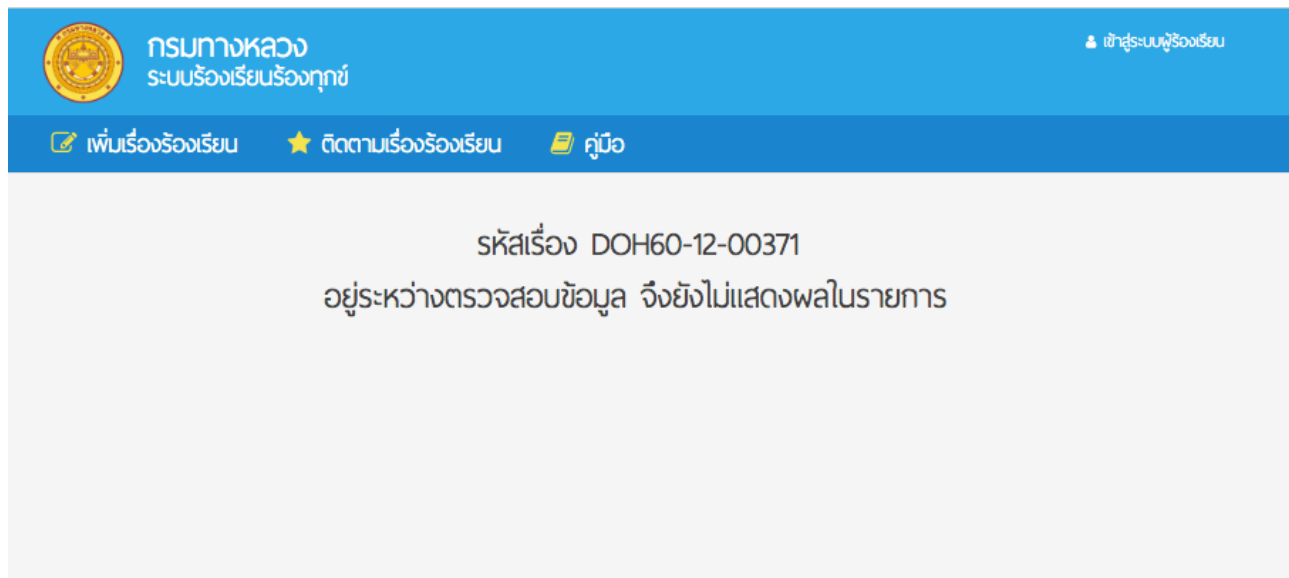 กรมทางหลวง
ระบบร้องเรียนร้องทุกข์
เข้าสู่ระบบผู้ร้องเรียน
เพิ่มเรื่องร้องเรียน ติดตามเรื่องร้องเรียน คู่มือ
รหัสเรื่อง DOH60-12-00371
อยู่ระหว่างตรวจสอบข้อมูล จึงยังไม่แสดงผลในรายการ